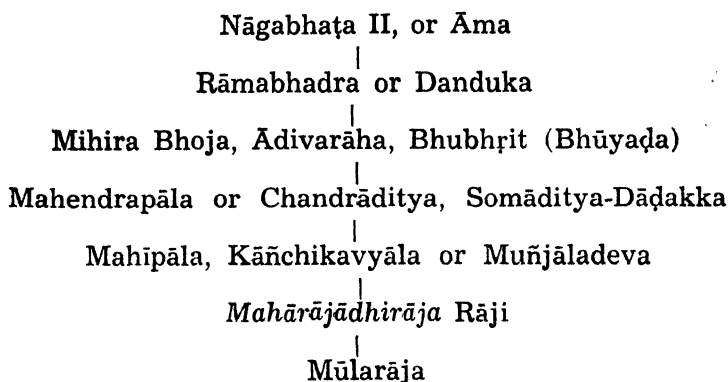 Nāgabhaṭa II, or Āma
Rāmabhadra or Danduka
Mihira Bhoja, Ādivarāha, Bhubhṛit (Bhūyaḍa)
Mahendrapāla or Chandrāditya, Somāditya-Dāḍakka
Mahīpāla, Kāñchikavyāla or Muñjāladeva
Mahārājādhirāja Rāji
Mūlarāja